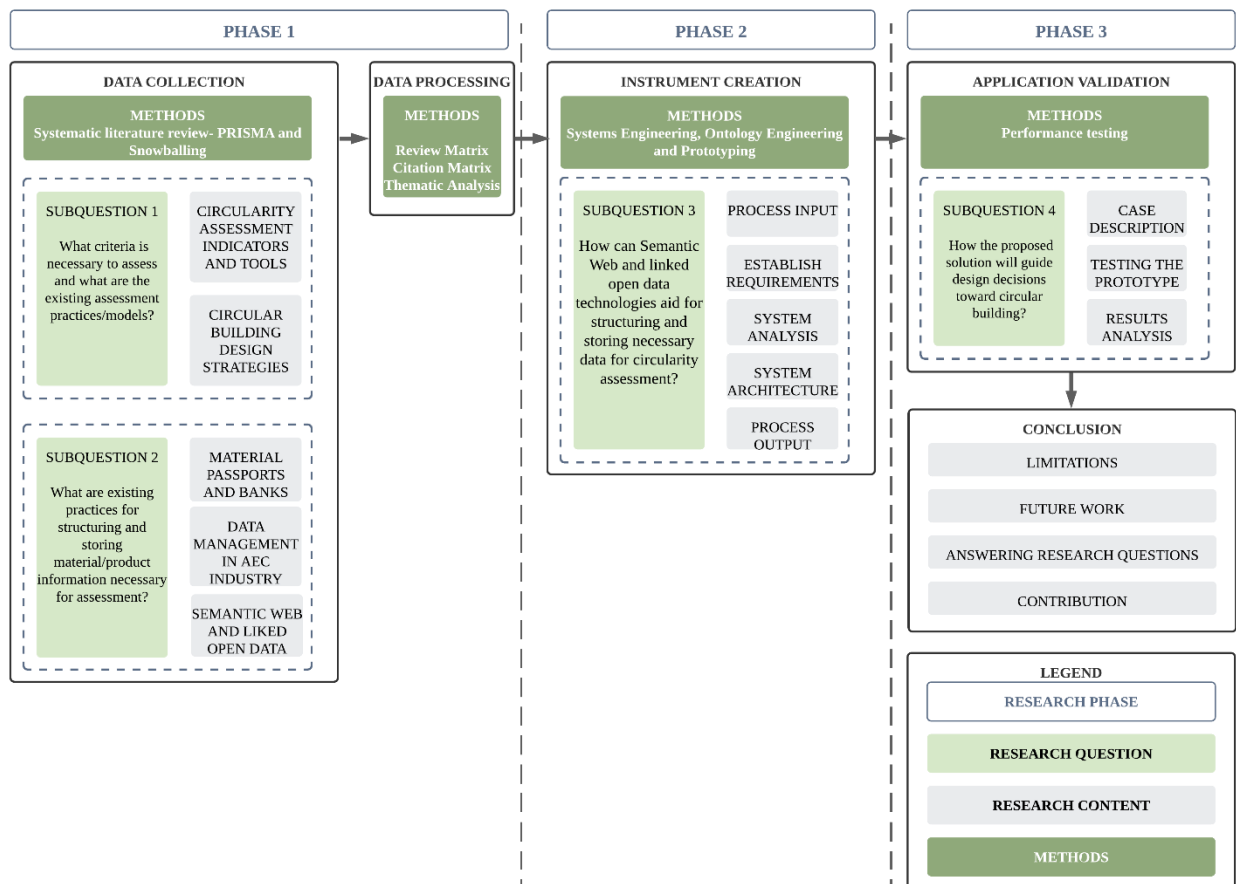 PHASE 1
DATA COLLECTION
METHODS
Systematic literature review- PRISMA and
Snowballing
SUBQUESTION 1
What criteria is
necessary to assess
and what are the
existing assessment
practices/models?
CIRCULARITY
ASSESSMENT
INDICATORS
AND TOOLS
CIRCULAR
BUILDING
DESIGN
STRATEGIES
SUBQUESTION 2
What are existing
practices for
structuring and
storing
material/product
information necessary
for assessment?
MATERIAL
PASSPORTS
AND BANKS
DATA
MANAGEMENT
IN AEC
INDUSTRY
SEMANTIC WEB
AND LIKED
OPEN DATA
DATA PROCESSING
METHODS
Review Matrix
Citation Matrix
Thematic Analysis
PHASE 2
INSTRUMENT CREATION
METHODS
Systems Engineering, Ontology Engineering
and Prototyping
SUBQUESTION 3
How can Semantic
Web and linked
open data
technologies aid for
structuring and
storing necessary
data for circularity
assessment?
PROCESS INPUT
ESTABLISH
REQUIREMENTS
SYSTEM
ANALYSIS
SYSTEM
ARCHITECTURE
PROCESS
OUTPUT
PHASE 3
APPLICATION VALIDATION
METHODS
Performance testing
SUBQUESTION 4
How the proposed
solution will guide
design decisions
toward circular
building?
CASE
DESCRIPTION
TESTING THE
PROTOTYPE
RESULTS
ANALYSIS
CONCLUSION
LIMITATIONS
FUTURE WORK
ANSWERING RESEARCH QUESTIONS
CONTRIBUTION
LEGEND
RESEARCH PHASE
RESEARCH QUESTION
RESEARCH CONTENT
METHODS